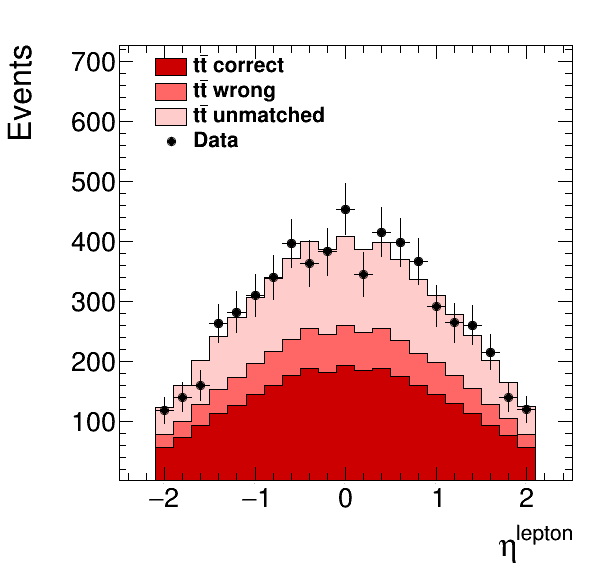 Events
700
600
500
400
300
200
100
tt̄ correct
tt̄ wrong
tt̄ unmatched
Data
−2 −1 0 1 2
η^lepton